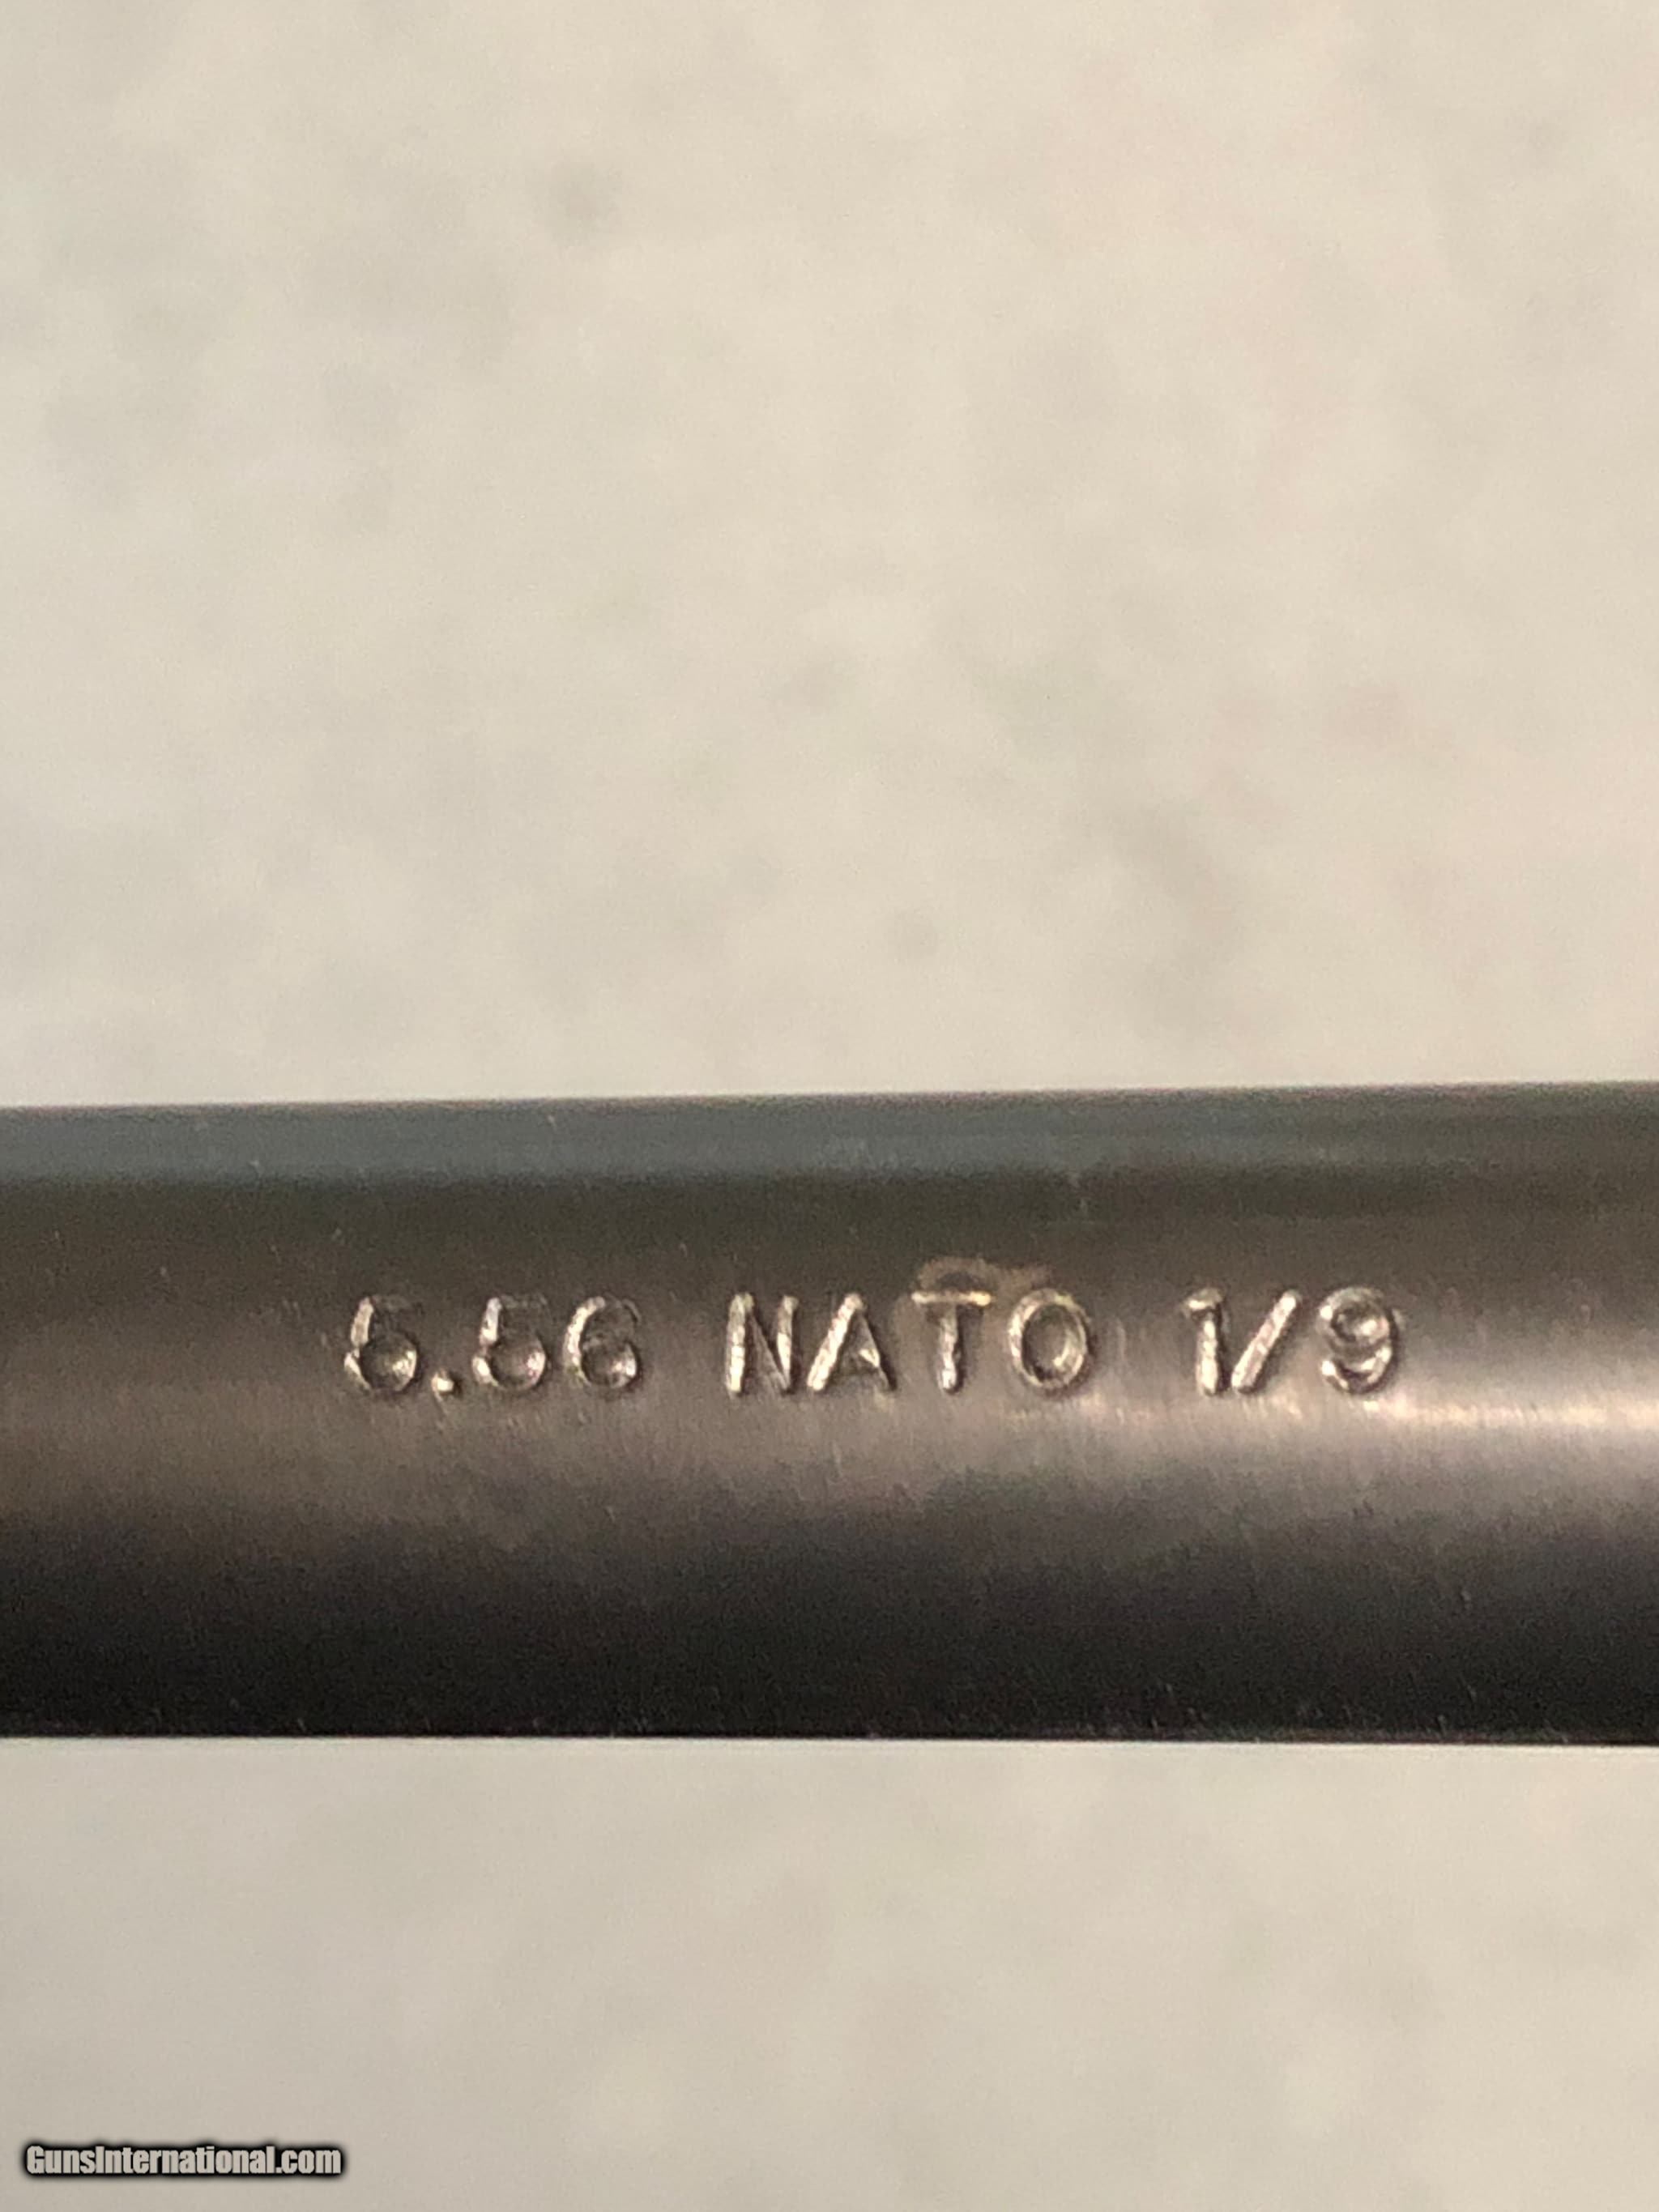 5.56 NATO 1/9
GunsInternational.com